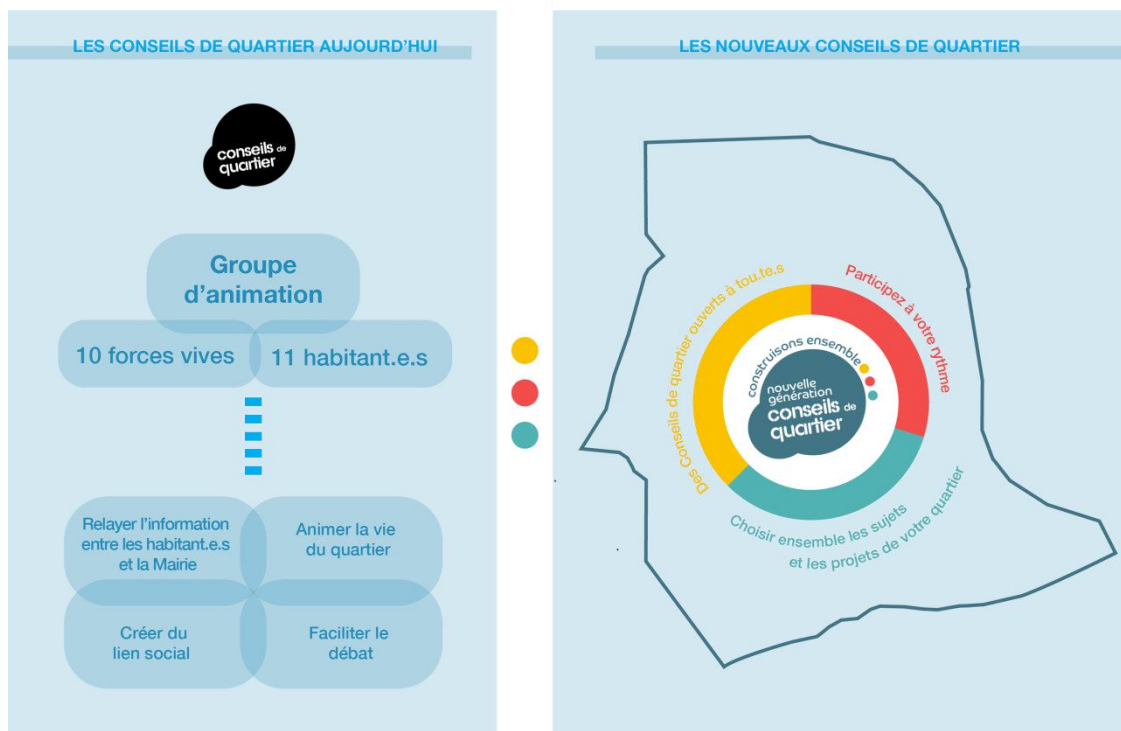 LES CONSEILS DE QUARTIER AUJOURD'HUI
conseils de
quartier
Groupe
d'animation
10 forces vives
11 habitant.e.s
Relayer l'information
entre les habitant.e.s
et la Mairie
Animer la vie
du quartier
Créer du
lien social
Faciliter le
débat
LES NOUVEAUX CONSEILS DE QUARTIER
Des Conseils de quartier ouverts à tou.te.s
Participez à votre rythme
construisons ensemble
nouvelle
génération
conseils de
quartier
Choisir ensemble les sujets
et les projets de votre quartier